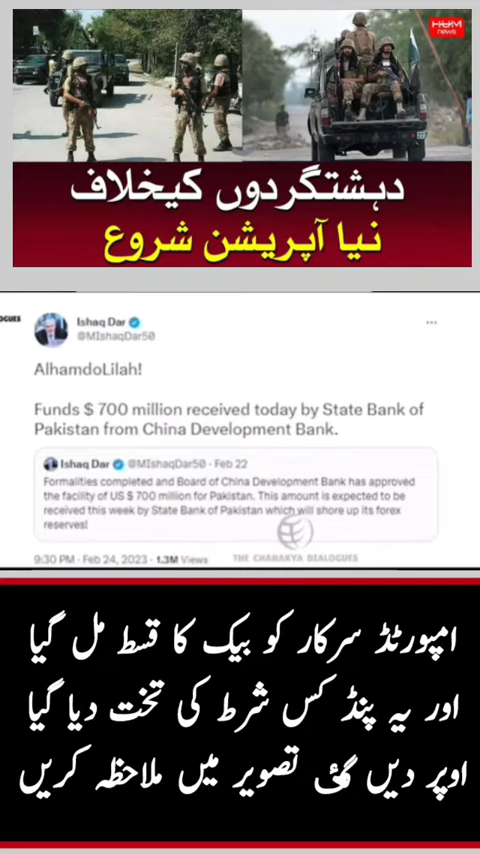 HUM
news
دہشتگردوں کیخلاف
نیا آپریشن شروع
OGUES
Ishaq Dar
@MIshaqDar50
AlhamdoLilah!
Funds $ 700 million received today by State Bank of
Pakistan from China Development Bank.
Ishaq Dar @MIshaqDar50 · Feb 22
Formalities completed and Board of China Development Bank has approved
the facility of US $ 700 million for Pakistan. This amount is expected to be
received this week by State Bank of Pakistan which will shore up its forex
reserves!
9:30 PM · Feb 24, 2023 · 1.3M Views
THE CHANAKYA DIALOGUES
امپورٹڈ سرکار کو بیک کا قسط مل گیا
اور یہ پنڈ کس شرط کی تخت دیا گیا
اوپر دیں گئی تصویر میں ملاحظہ کریں